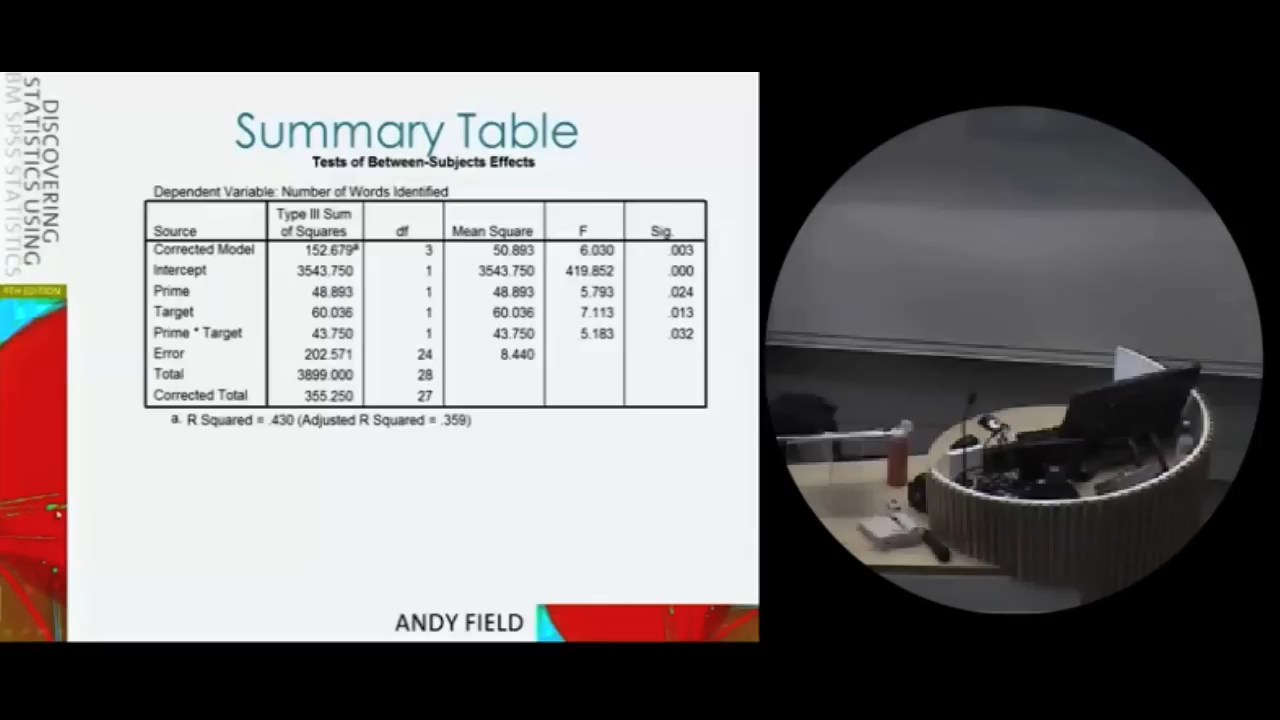 DISCOVERING
STATISTICS USING
BM SPSS STATISTICS
4TH EDITION
Summary Table
Tests of Between-Subjects Effects
Dependent Variable: Number of Words Identified
Source Type III Sum of Squares df Mean Square F Sig.
Corrected Model 152.679a 3 50.893 6.030 .003
Intercept 3543.750 1 3543.750 419.852 .000
Prime 48.893 1 48.893 5.793 .024
Target 60.036 1 60.036 7.113 .013
Prime * Target 43.750 1 43.750 5.183 .032
Error 202.571 24 8.440
Total 3899.000 28
Corrected Total 355.250 27
a. R Squared = .430 (Adjusted R Squared = .359)
ANDY FIELD